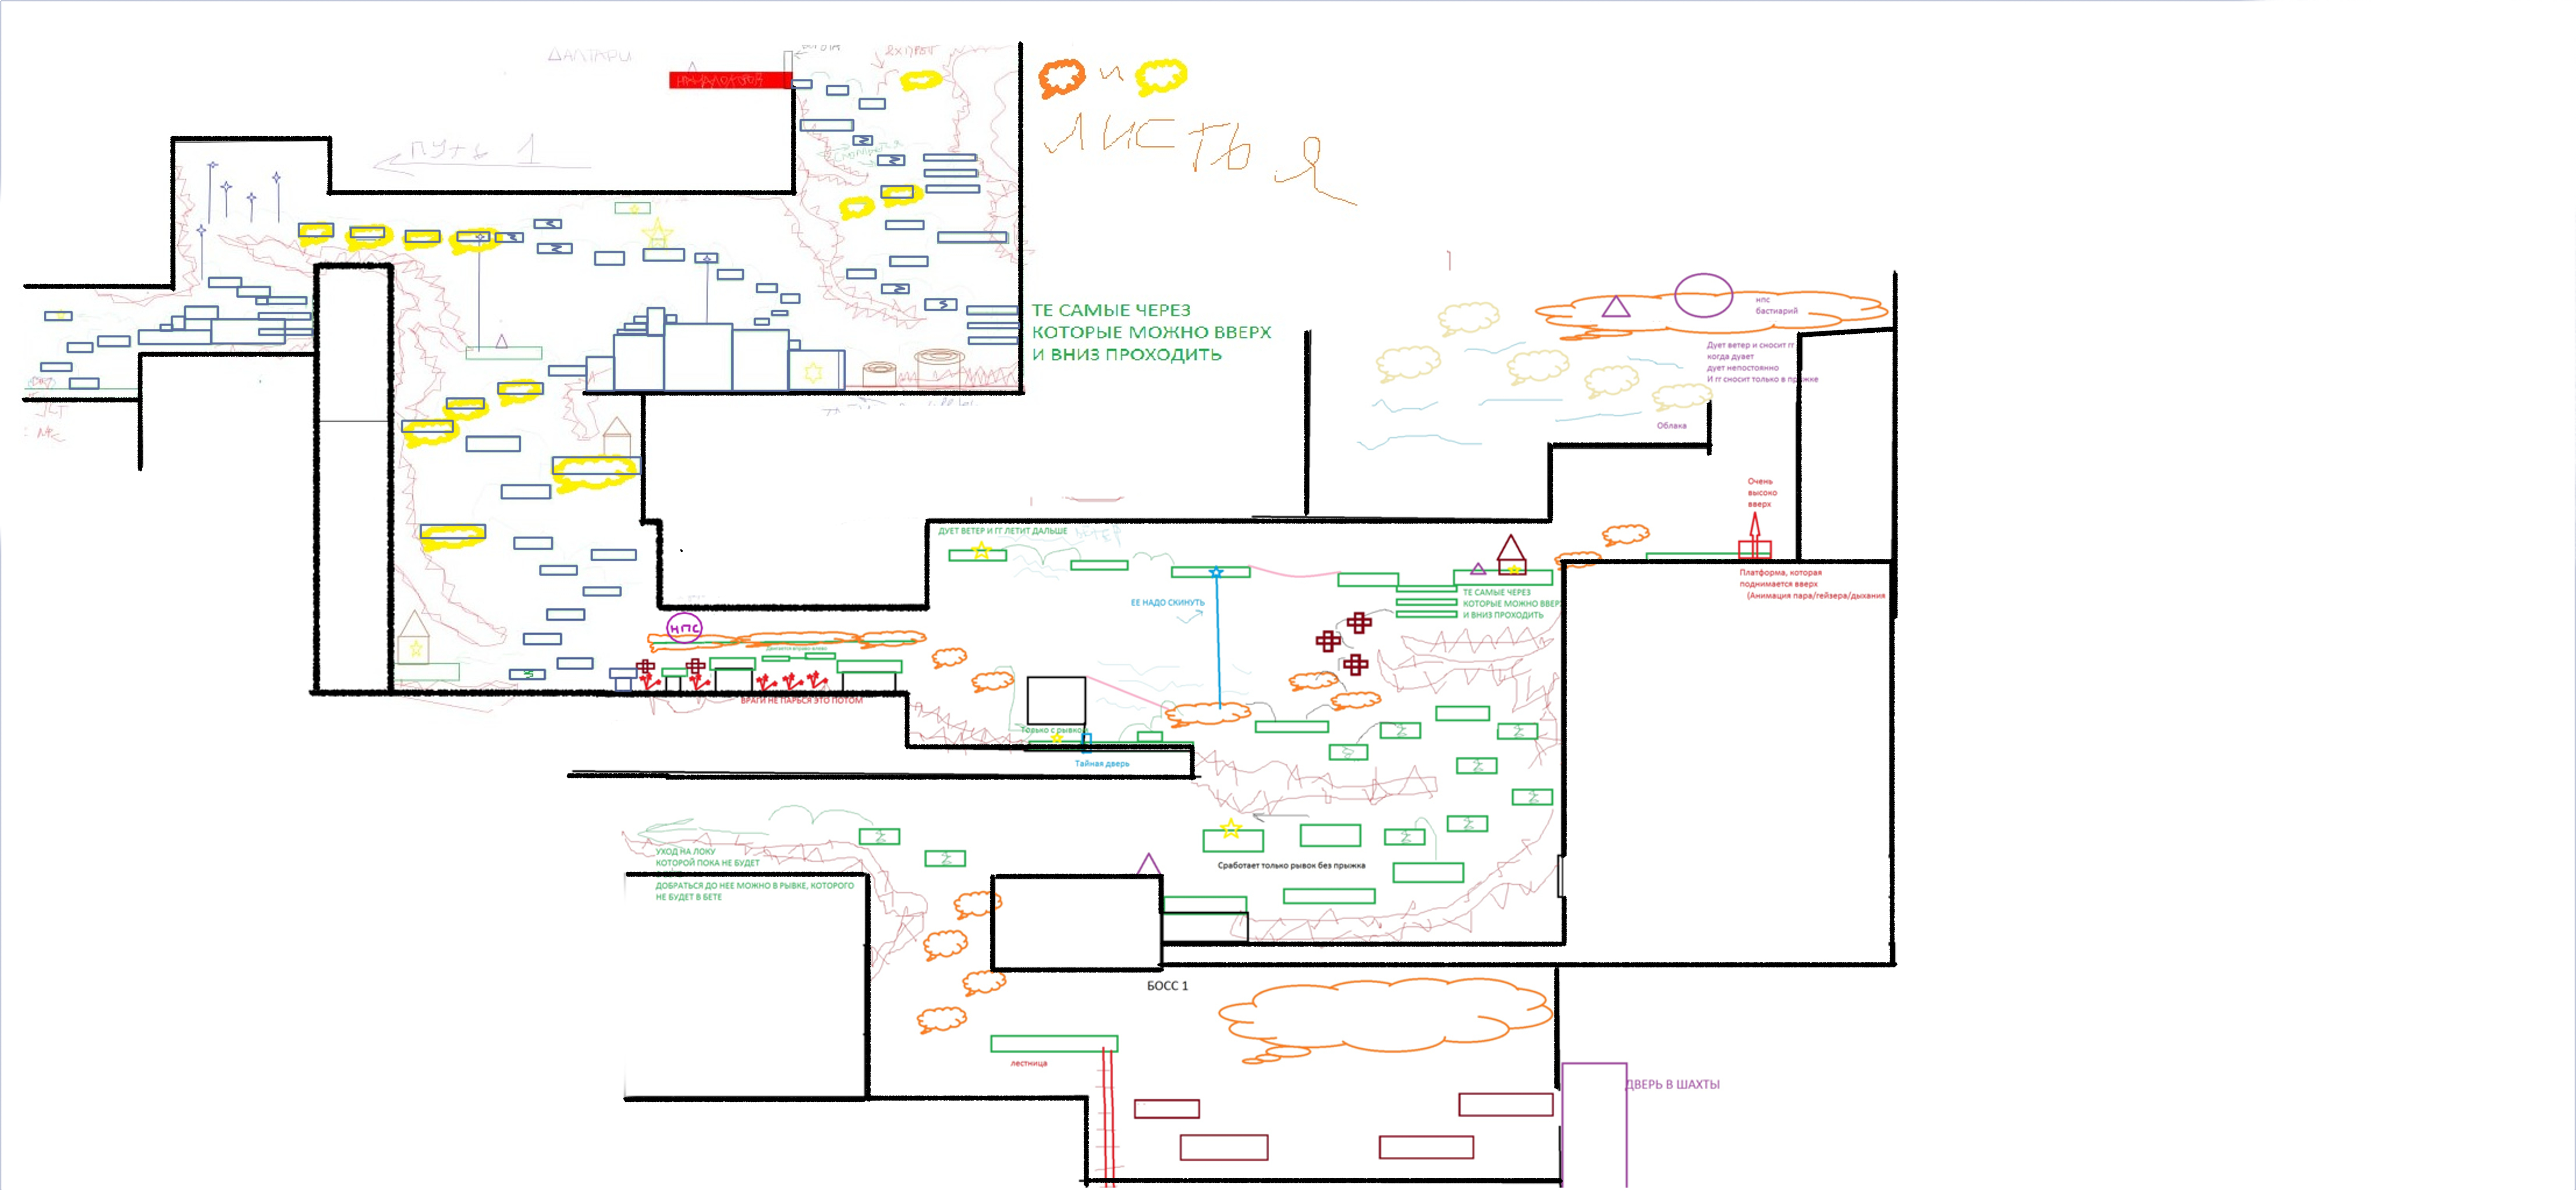 ДАЛТАРИ
ПУТЬ 1
и
ЛИСТЬЯ
ТЕ САМЫЕ ЧЕРЕЗ
КОТОРЫЕ МОЖНО ВВЕРХ
И ВНИЗ ПРОХОДИТЬ
нпс
бастиарий
Дует ветер и сносит гг
когда дует
дует непостоянно
И гг сносит только в прыжке
Облака
Очень
высоко
вверх
Платформа, которая
поднимается вверх
(Анимация пара/гейзера/дыхания
ДУЕТ ВЕТЕР И ГГ ЛЕТИТ ДАЛЬШЕ
ЕЕ НАДО СКИНУТЬ
ТЕ САМЫЕ ЧЕРЕЗ
КОТОРЫЕ МОЖНО ВВЕР
И ВНИЗ ПРОХОДИТЬ
НПС
ВРАГИ НЕ ПАРЬСЯ ЭТО ПОТОМ
Только с рывко
Тайная дверь
УХОД НА ЛОКУ
КОТОРОЙ ПОКА НЕ БУДЕТ
ДОБРАТЬСЯ ДО НЕЕ МОЖНО В РЫВКЕ, КОТОРОГО
НЕ БУДЕТ В БЕТЕ
Сработает только рывок без прыжка
БОСС 1
лестница
ДВЕРЬ В ШАХТЫ